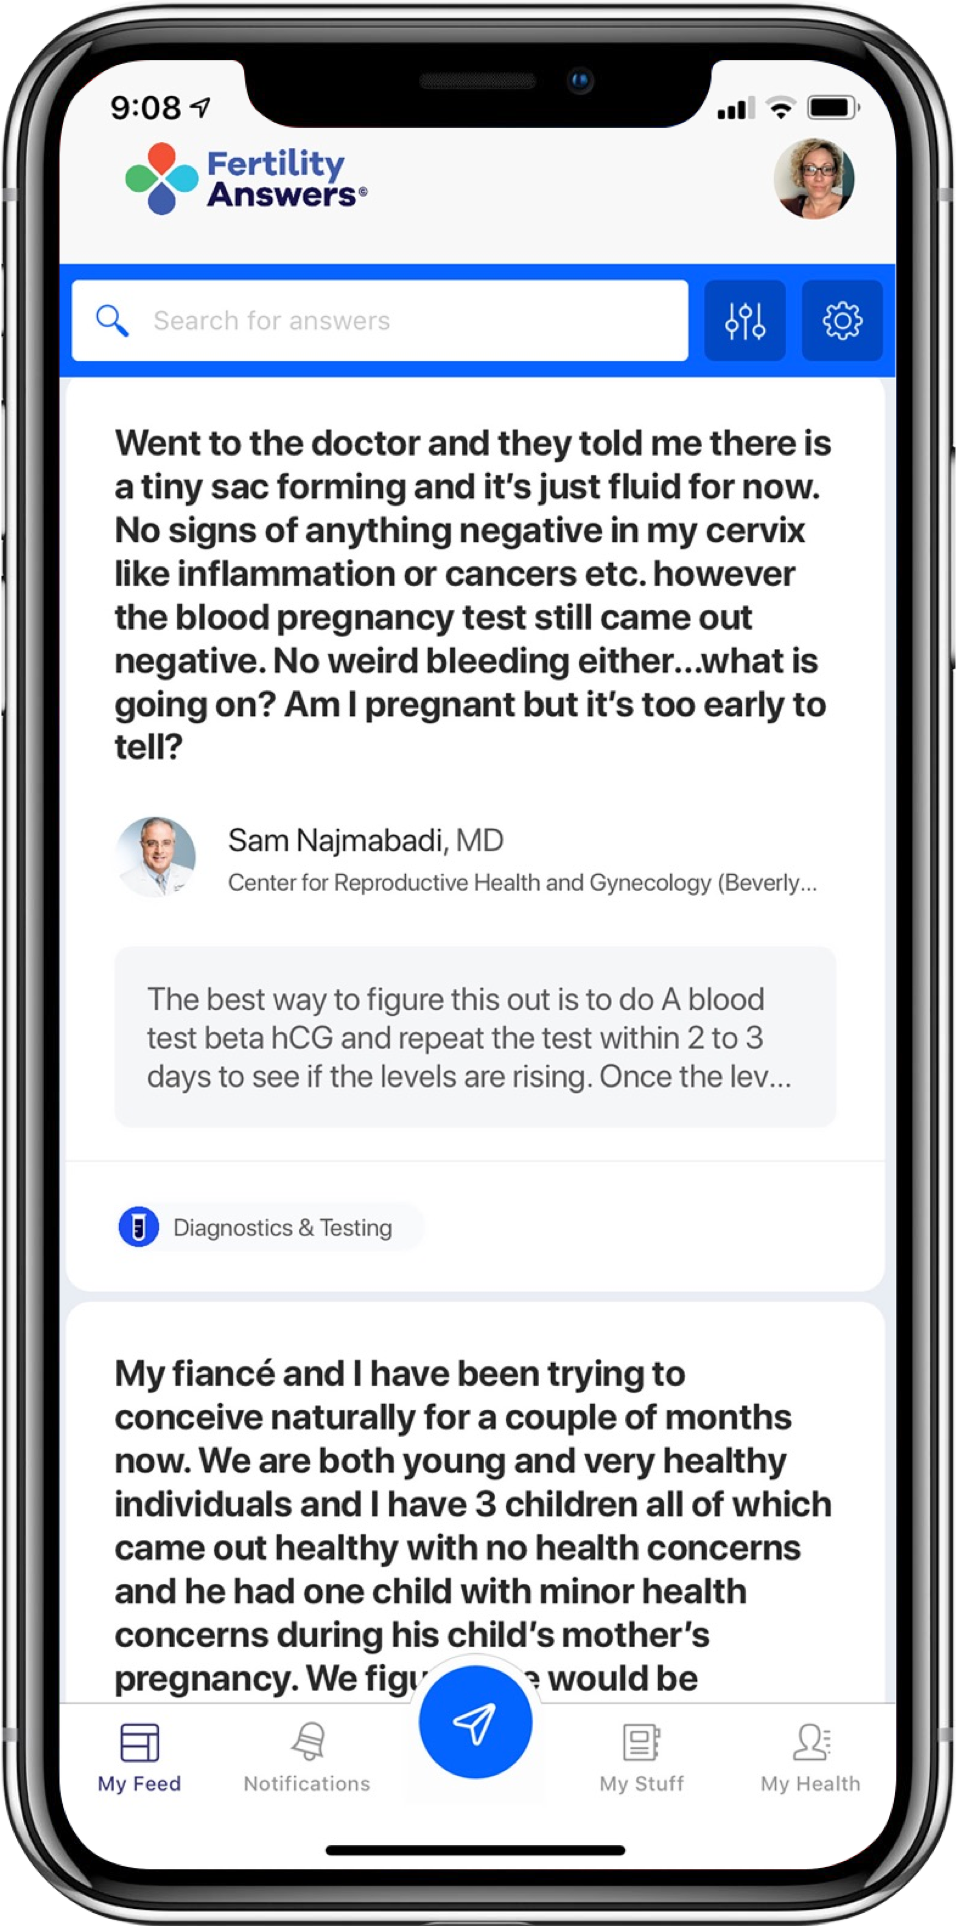 9:08
Fertility
Answers©
Search for answers
Went to the doctor and they told me there is
a tiny sac forming and it’s just fluid for now.
No signs of anything negative in my cervix
like inflammation or cancers etc. however
the blood pregnancy test still came out
negative. No weird bleeding either...what is
going on? Am I pregnant but it’s too early to
tell?
Sam Najmabadi, MD
Center for Reproductive Health and Gynecology (Beverly...
The best way to figure this out is to do A blood
test beta hCG and repeat the test within 2 to 3
days to see if the levels are rising. Once the lev...
Diagnostics & Testing
My fiancé and I have been trying to
conceive naturally for a couple of months
now. We are both young and very healthy
individuals and I have 3 children all of which
came out healthy with no health concerns
and he had one child with minor health
concerns during his child’s mother’s
pregnancy. We would be
My Feed
Notifications
My Stuff
My Health